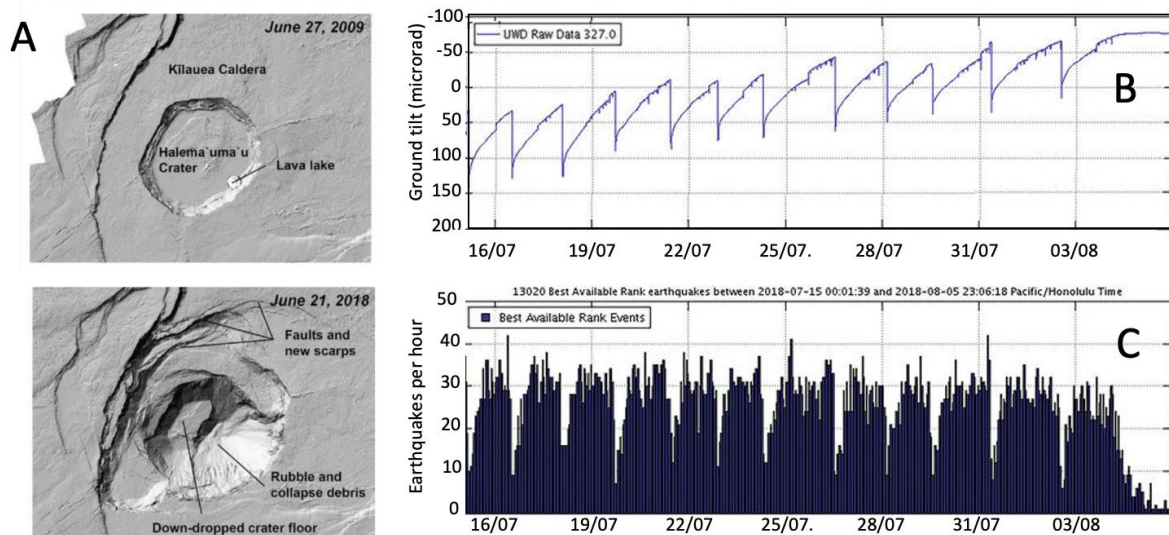 A
June 27, 2009
Kīlauea Caldera
Halema`uma`u
Crater
Lava lake
June 21, 2018
Faults and
new scarps
Rubble and
collapse debris
Down-dropped crater floor
B
Ground tilt (microrad)
-100
-50
0
50
100
150
200
UWD Raw Data 327.0
16/07
19/07
22/07
25/07.
28/07
31/07
03/08
C
13020 Best Available Rank earthquakes between 2018-07-15 00:01:39 and 2018-08-05 23:06:18 Pacific/Honolulu Time
Best Available Rank Events
Earthquakes per hour
50
40
30
20
10
0
16/07
19/07
22/07
25/07.
28/07
31/07
03/08